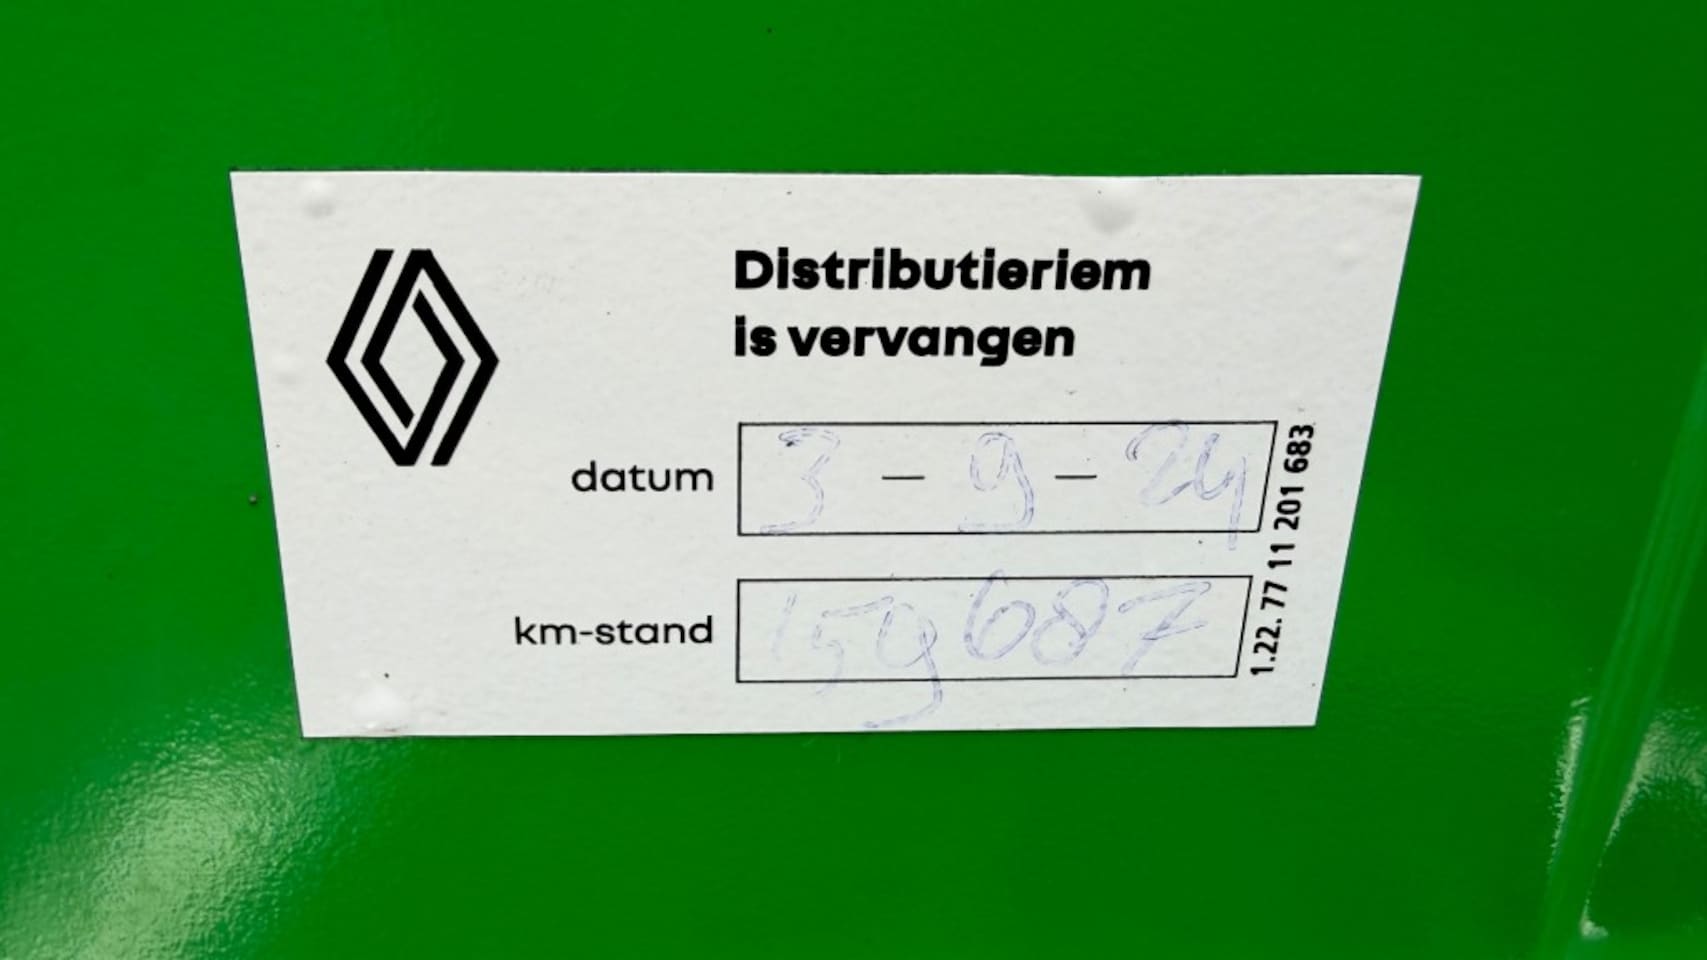 Distributieriem
is vervangen
datum 3 - 9 - 24
km-stand 159687
1.22. 77 11 201 683